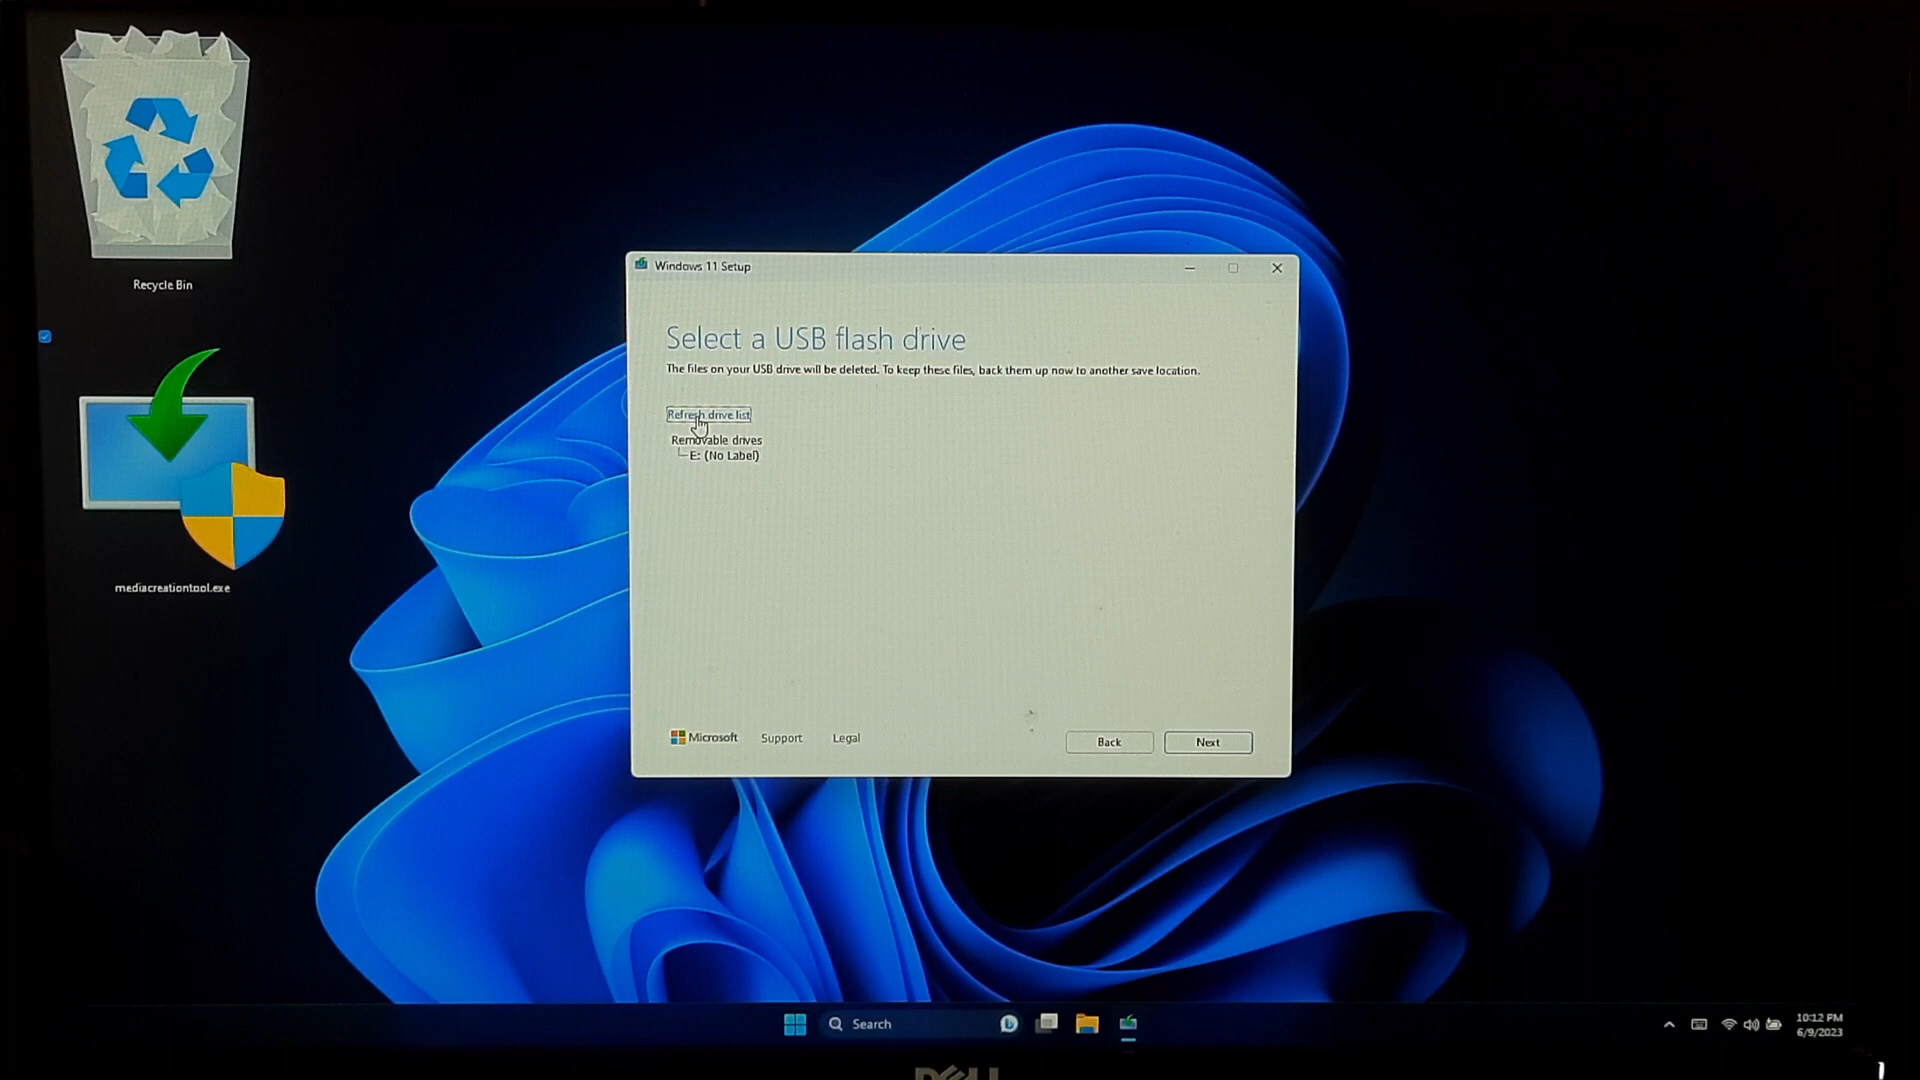 Recycle Bin
mediacreationtool.exe
Windows 11 Setup
Select a USB flash drive
The files on your USB drive will be deleted. To keep these files, back them up now to another save location.
Refresh drive list
Removable drives
E: (No Label)
Microsoft
Support
Legal
Back
Next
Search
10:12 PM
6/9/2023
DELL